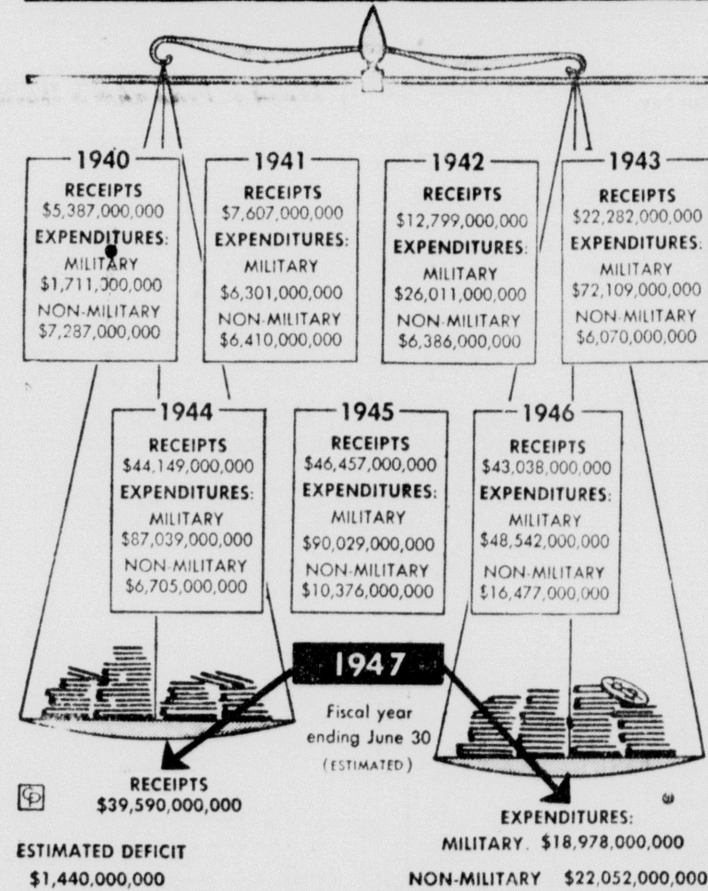 1940
RECEIPTS
$5,387,000,000
EXPENDITURES:
MILITARY
$1,711,000,000
NON-MILITARY
$7,287,000,000
1941
RECEIPTS
$7,607,000,000
EXPENDITURES:
MILITARY
$6,301,000,000
NON-MILITARY
$6,410,000,000
1942
RECEIPTS
$12,799,000,000
EXPENDITURES:
MILITARY
$26,011,000,000
NON-MILITARY
$6,386,000,000
1943
RECEIPTS
$22,282,000,000
EXPENDITURES:
MILITARY
$72,109,000,000
NON-MILITARY
$6,070,000,000
1944
RECEIPTS
$44,149,000,000
EXPENDITURES:
MILITARY
$87,039,000,000
NON-MILITARY
$6,705,000,000
1945
RECEIPTS
$46,457,000,000
EXPENDITURES:
MILITARY
$90,029,000,000
NON-MILITARY
$10,376,000,000
1946
RECEIPTS
$43,038,000,000
EXPENDITURES:
MILITARY
$48,542,000,000
NON-MILITARY
$16,477,000,000
1947
Fiscal year
ending June 30
(ESTIMATED)
RECEIPTS
$39,590,000,000
ESTIMATED DEFICIT
$1,440,000,000
CP
EXPENDITURES:
MILITARY. $18,978,000,000
NON-MILITARY $22,052,000,000